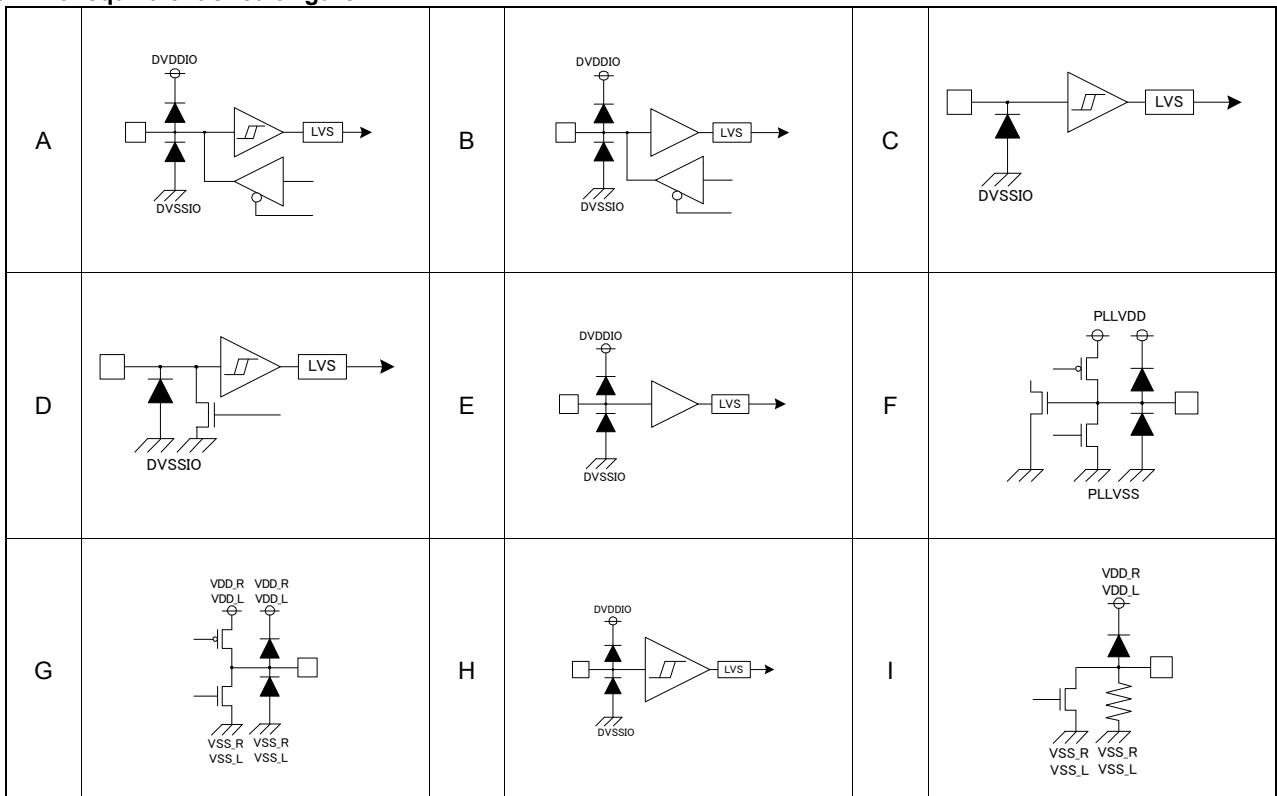 A
DVDDIO
LVS
DVSSIO
B
DVDDIO
LVS
DVSSIO
C
LVS
DVSSIO
D
LVS
DVSSIO
E
DVDDIO
LVS
DVSSIO
F
PLLVDD
PLLVSS
G
VDD_R VDD_R
VDD_L VDD_L
VSS_R VSS_R
VSS_L VSS_L
H
DVDDIO
LVS
DVSSIO
I
VDD_R
VDD_L
VSS_R VSS_R
VSS_L VSS_L